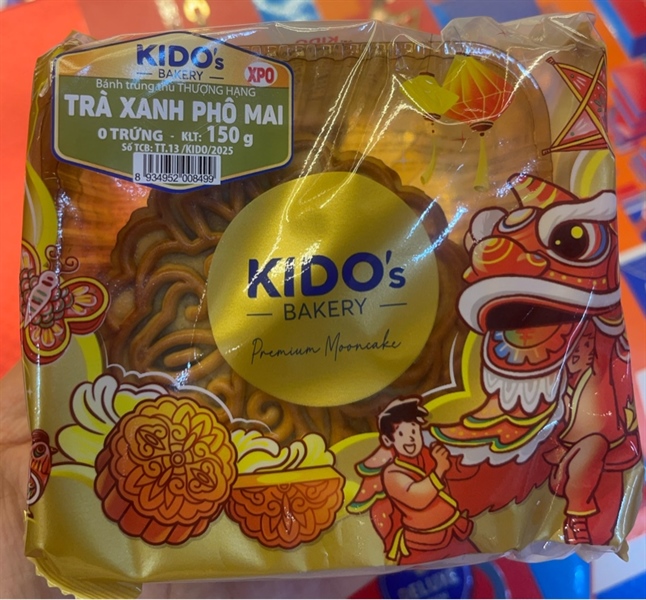 KIDO's
BAKERY
XPO
Bánh trung thu THƯỢNG HẠNG
TRÀ XANH PHÔ MAI
0 TRỨNG - KLT: 150 g
Số TCB: TT.13 /KIDO/2025
8 934952 008499
KIDO's
BAKERY
Premium Mooncake
DELUXE